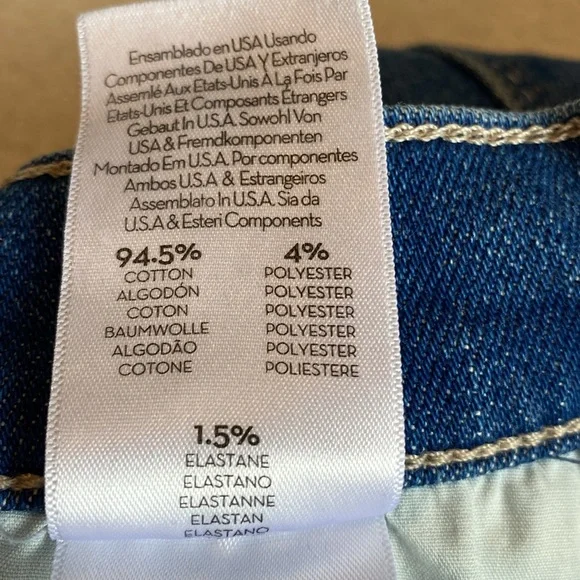 Ensamblado en USA Usando
Componentes De USA Y Extranjeros
Assemlé Aux Etats-Unis À La Fois Par
Etats-Unis Et Composants Étrangers
Gebaut In U.S.A. Sowohl Von
USA & Fremdkomponenten
Montado Em U.S.A. Por componentes
Ambos U.S.A & Estrangeiros
Assemblato In U.S.A. Sia da
U.S.A & Esteri Components
94.5%
COTTON
ALGODÓN
COTON
BAUMWOLLE
ALGODÃO
COTONE
4%
POLYESTER
POLYESTER
POLYESTER
POLYESTER
POLYESTER
POLIESTERE
1.5%
ELASTANE
ELASTANO
ELASTHANNE
ELASTAN
ELASTANO